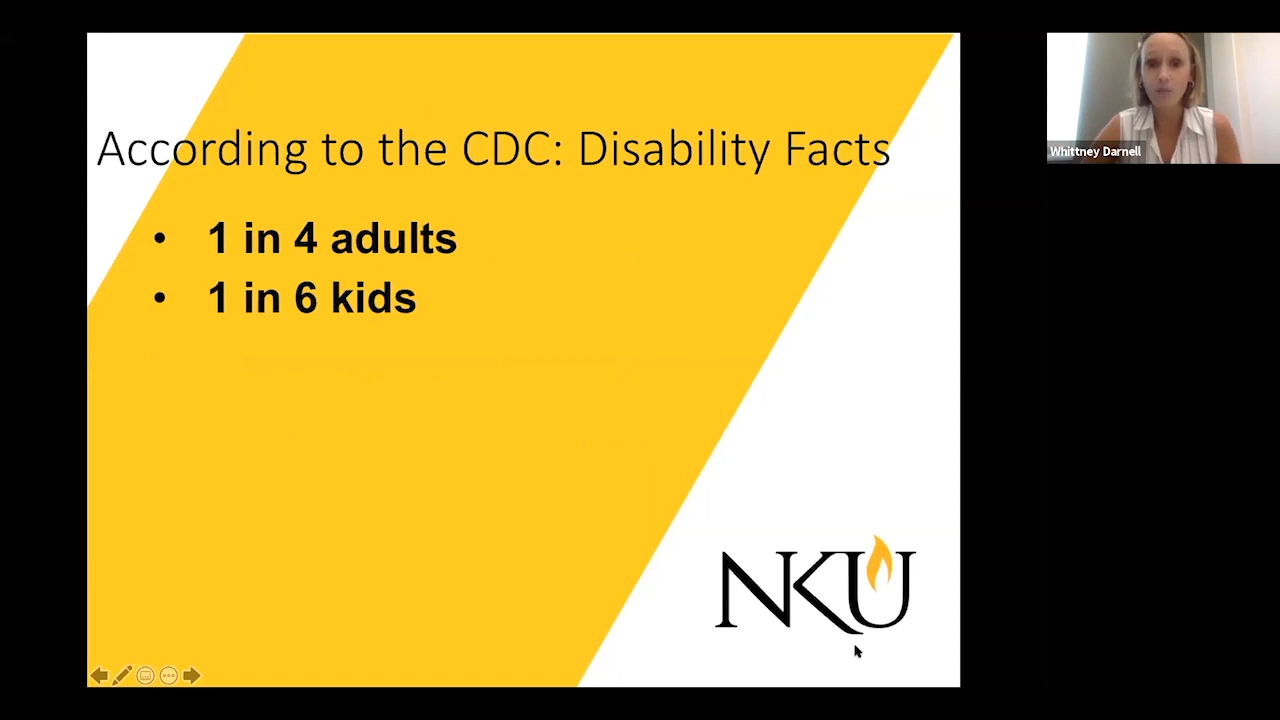 According to the CDC: Disability Facts
• 1 in 4 adults
• 1 in 6 kids
NKU
Whittney Darnell